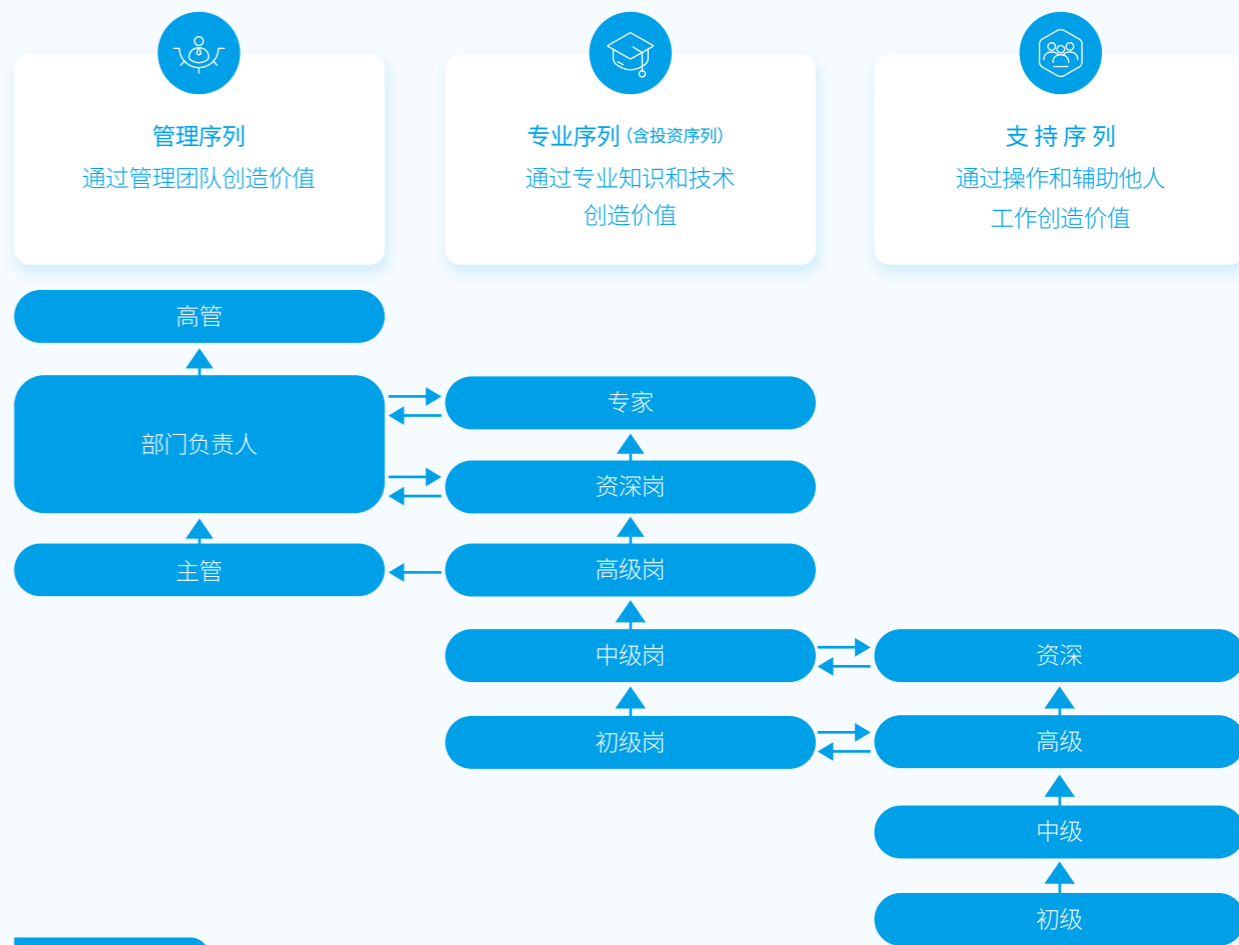 管理序列
通过管理团队创造价值
专业序列 (含投资序列)
通过专业知识和技术
创造价值
支持序列
通过操作和辅助他人
工作创造价值
高管
部门负责人
主管
专家
资深岗
高级岗
中级岗
初级岗
资深
高级
中级
初级